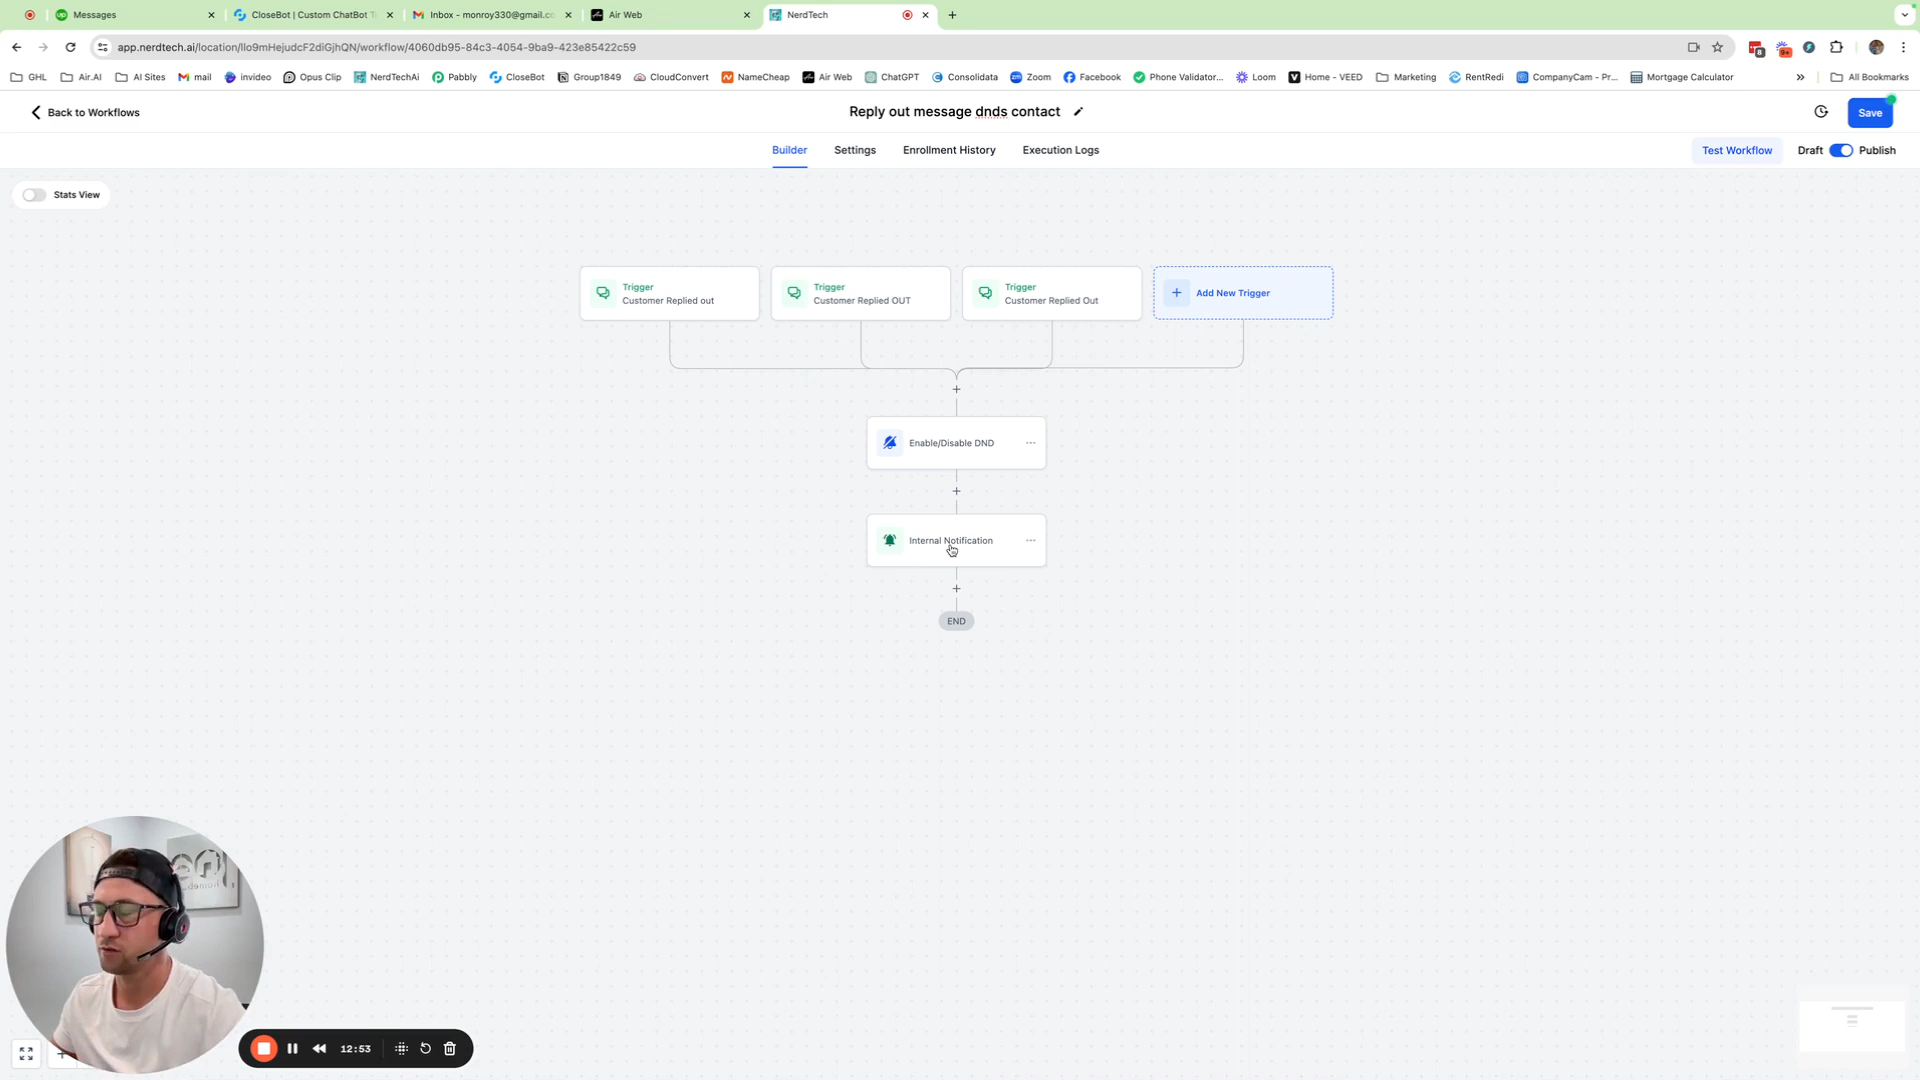 Messages
CloseBot | Custom ChatBot T
Inbox - monroy330@gmail.co
Air Web
NerdTech
app.nerdtech.ai/location/llo9mHejudcF2diGjhQN/workflow/4060db95-84c3-4054-9ba9-423e85422c59
8
9+
GHL
Air.AI
AI Sites
mail
invideo
Opus Clip
NerdTechAi
Pabbly
CloseBot
Group1849
CloudConvert
NameCheap
Air Web
ChatGPT
Consolidata
Zoom
Facebook
Phone Validator...
Loom
Home - VEED
Marketing
RentRedi
CompanyCam - Pr...
Mortgage Calculator
All Bookmarks
Back to Workflows
Reply out message dnds contact
Save
Builder
Settings
Enrollment History
Execution Logs
Test Workflow
Draft
Publish
Stats View
Trigger
Customer Replied out
Trigger
Customer Replied OUT
Trigger
Customer Replied Out
Add New Trigger
Enable/Disable DND
Internal Notification
END
12:53